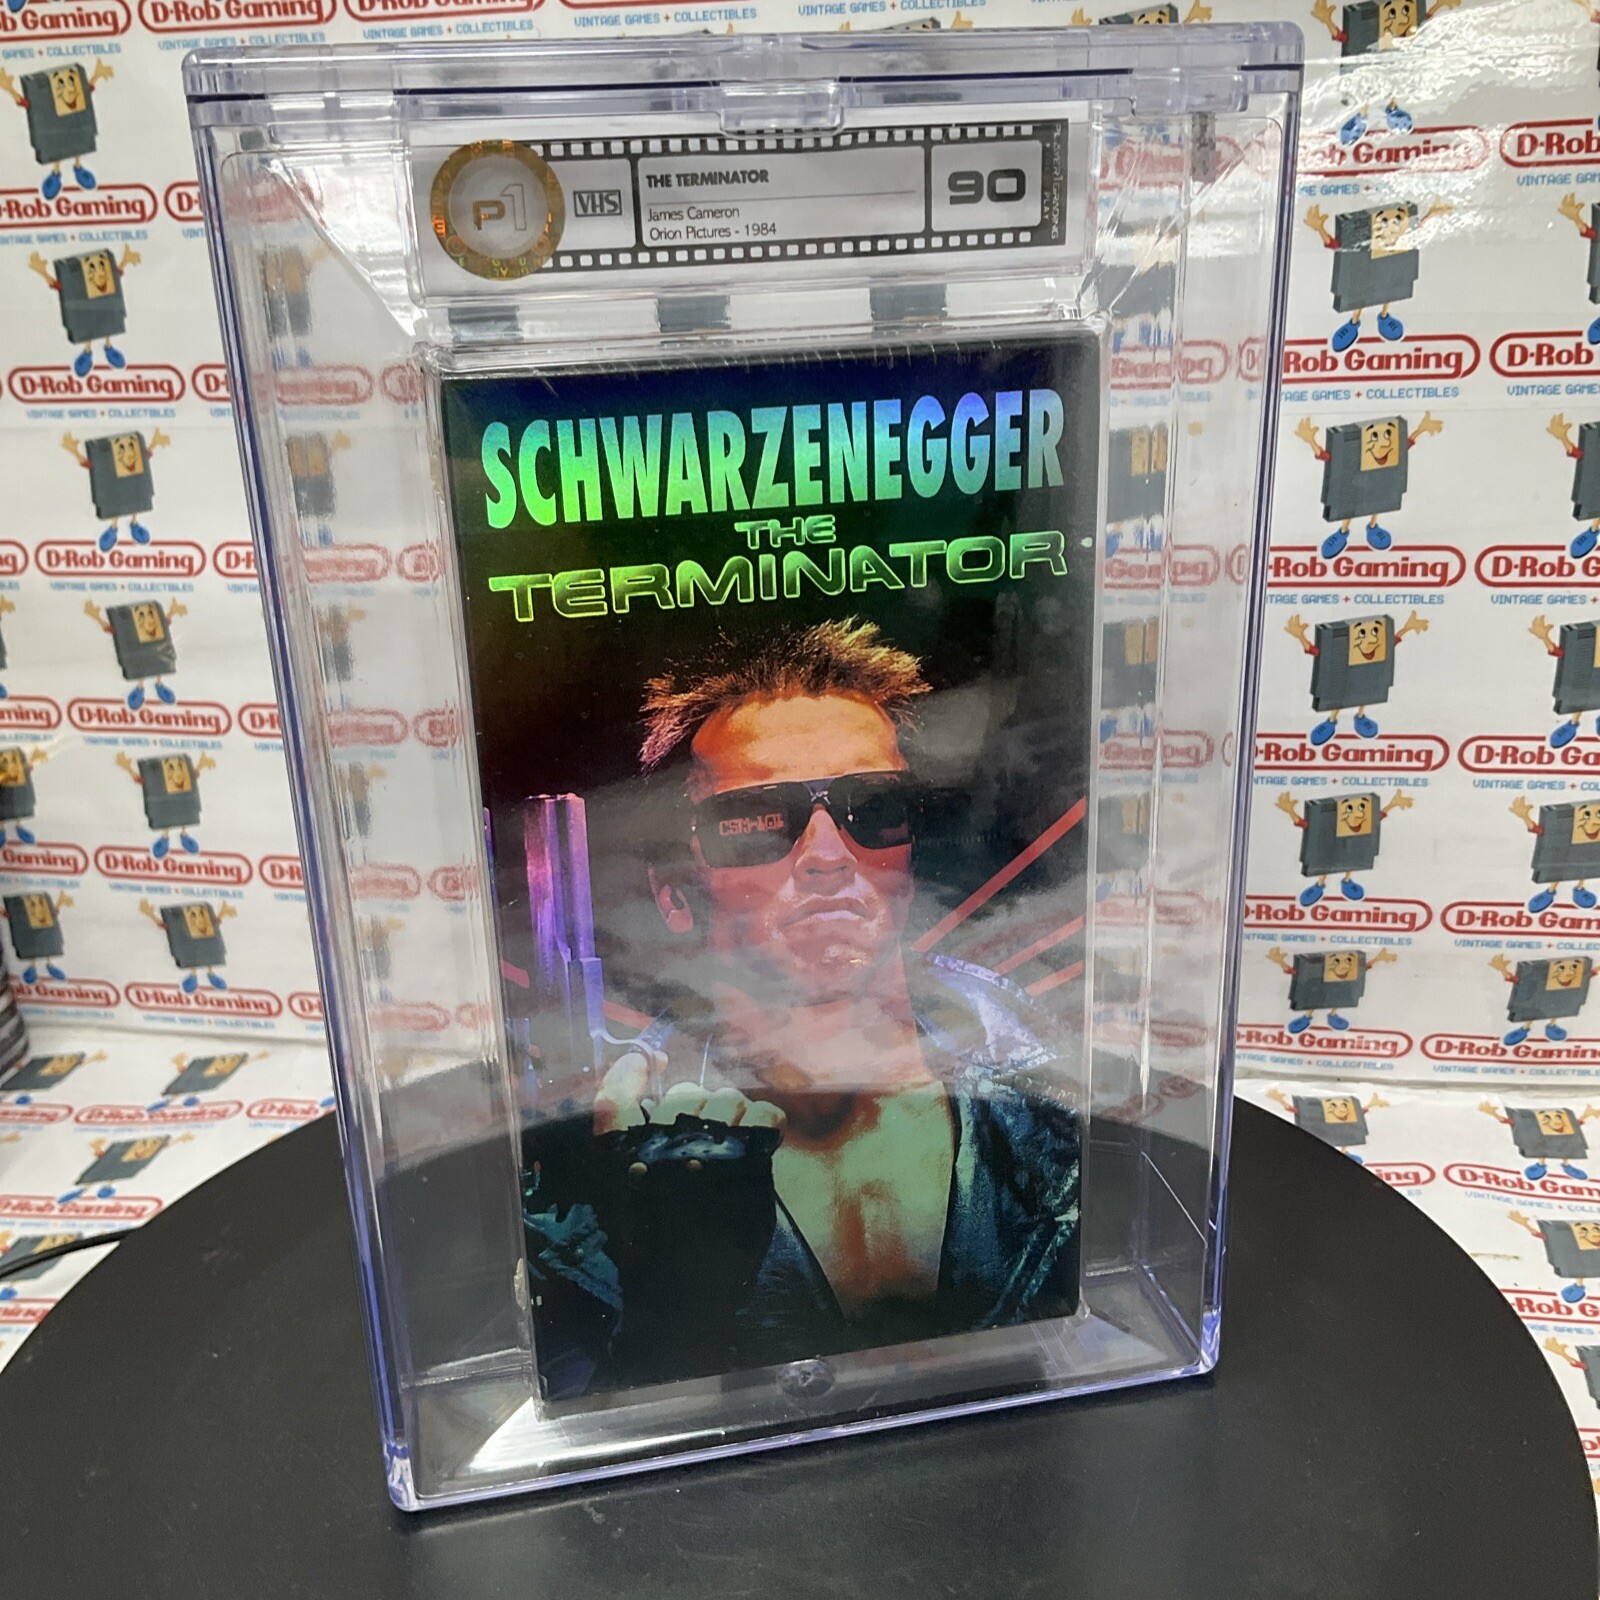 P1
VHS
THE TERMINATOR
James Cameron
Orion Pictures - 1984
90
SCHWARZENEGGER
THE
TERMINATOR
D-Rob Gaming
VINTAGE GAMES + COLLECTIBLES